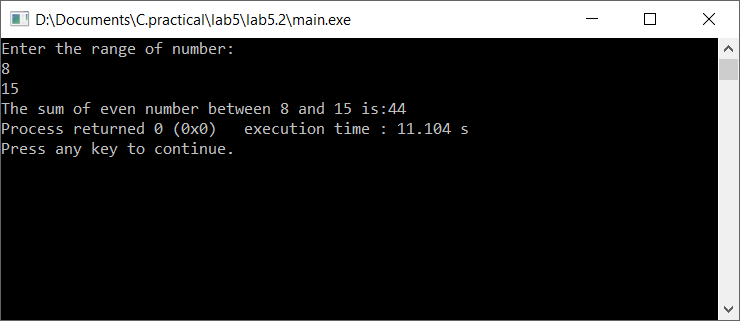 D:\Documents\C.practical\lab5\lab5.2\main.exe
Enter the range of number:
8
15
The sum of even number between 8 and 15 is:44
Process returned 0 (0x0)   execution time : 11.104 s
Press any key to continue.